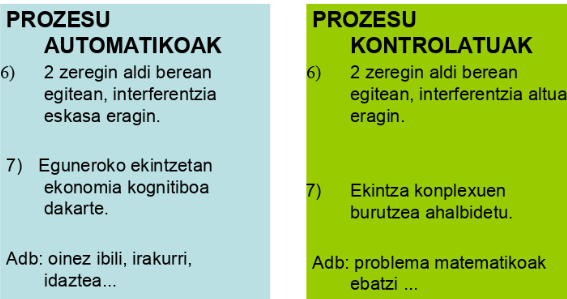 PROZESU
AUTOMATIKOAK
6) 2 zeregin aldi berean
egitean, interferentzia
eskasa eragin.
7) Eguneroko ekintzetan
ekonomia kognitiboa
dakarte.
Adb: oinez ibili, irakurri,
idaztea...
PROZESU
KONTROLATUAK
6) 2 zeregin aldi berean
egitean, interferentzia altua
eragin.
7) Ekintza konplexuen
burutzea ahalbidetu.
Adb: problema matematikoak
ebatzi ...